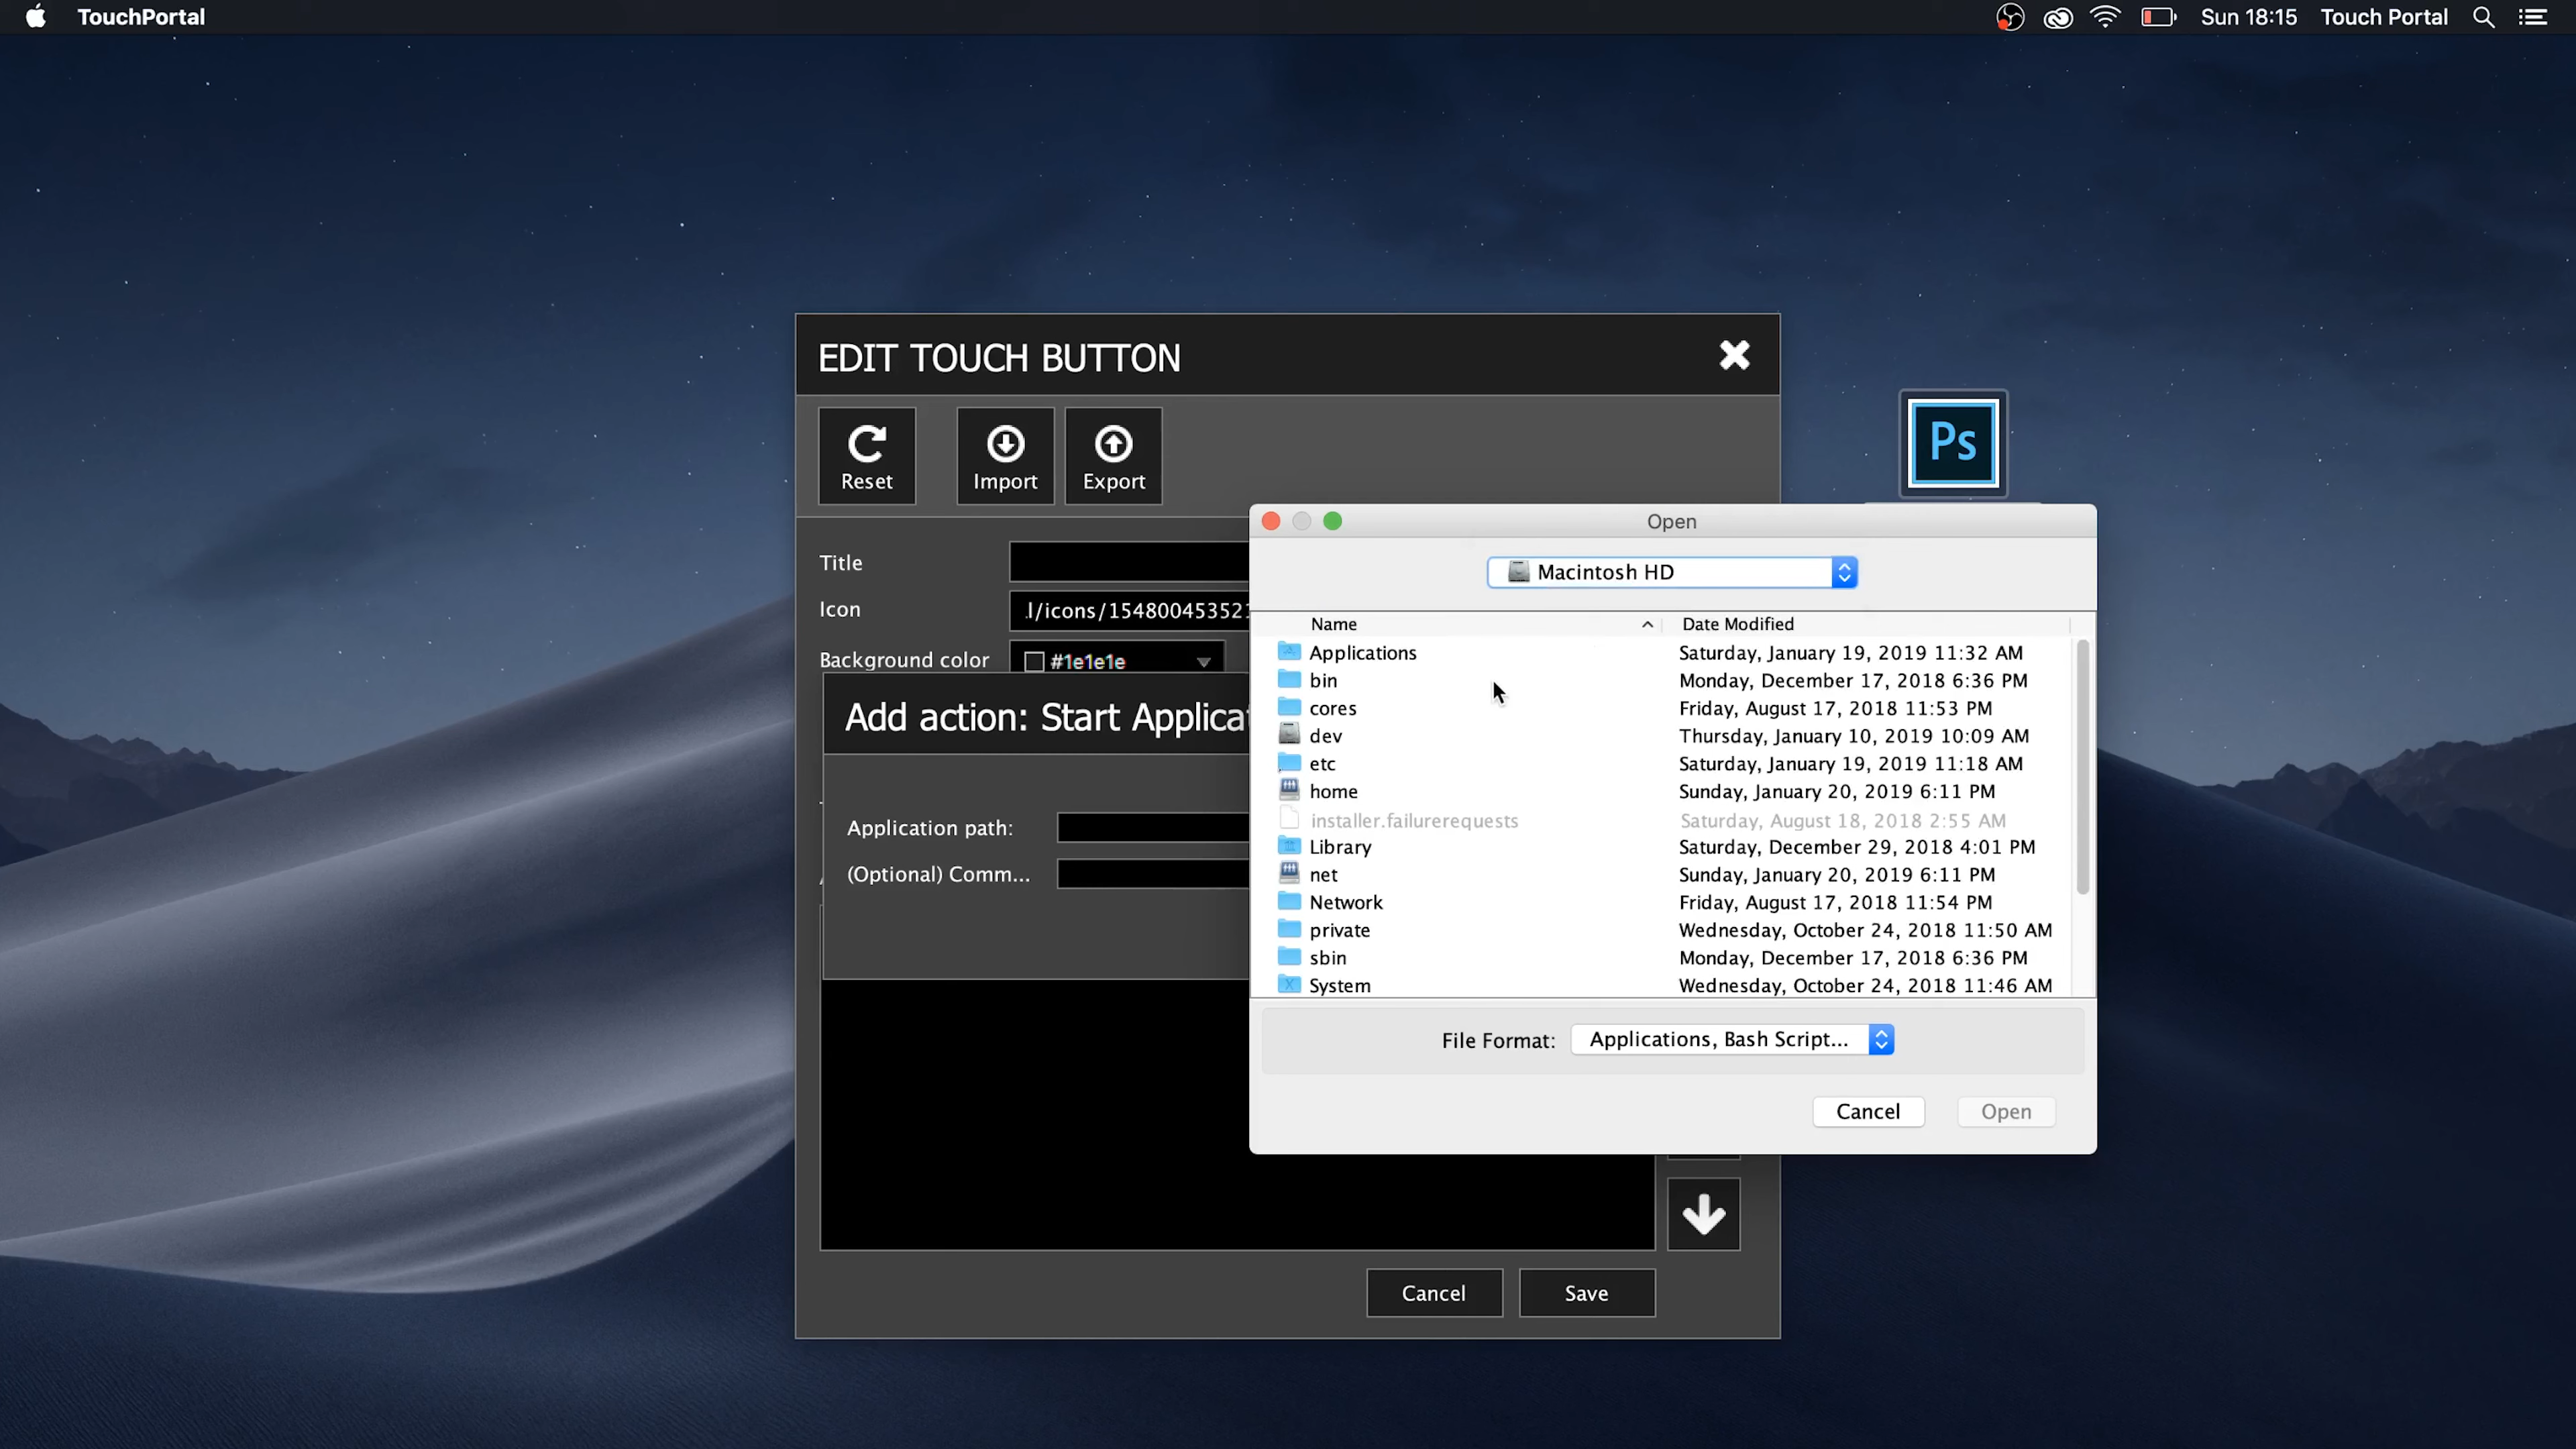 TouchPortal
Sun 18:15
Touch Portal
EDIT TOUCH BUTTON
Reset
Import
Export
Ps
Title
Icon
l/icons/154800453521
Background color
#1e1e1e
Add action: Start Applicat
Application path:
(Optional) Comm...
Open
Macintosh HD
Name
Date Modified
Applications Saturday, January 19, 2019 11:32 AM
bin Monday, December 17, 2018 6:36 PM
cores Friday, August 17, 2018 11:53 PM
dev Thursday, January 10, 2019 10:09 AM
etc Saturday, January 19, 2019 11:18 AM
home Sunday, January 20, 2019 6:11 PM
installer.failurerequests Saturday, August 18, 2018 2:55 AM
Library Saturday, December 29, 2018 4:01 PM
net Sunday, January 20, 2019 6:11 PM
Network Friday, August 17, 2018 11:54 PM
private Wednesday, October 24, 2018 11:50 AM
sbin Monday, December 17, 2018 6:36 PM
System Wednesday, October 24, 2018 11:46 AM
File Format: Applications, Bash Script...
Cancel
Open
Cancel
Save